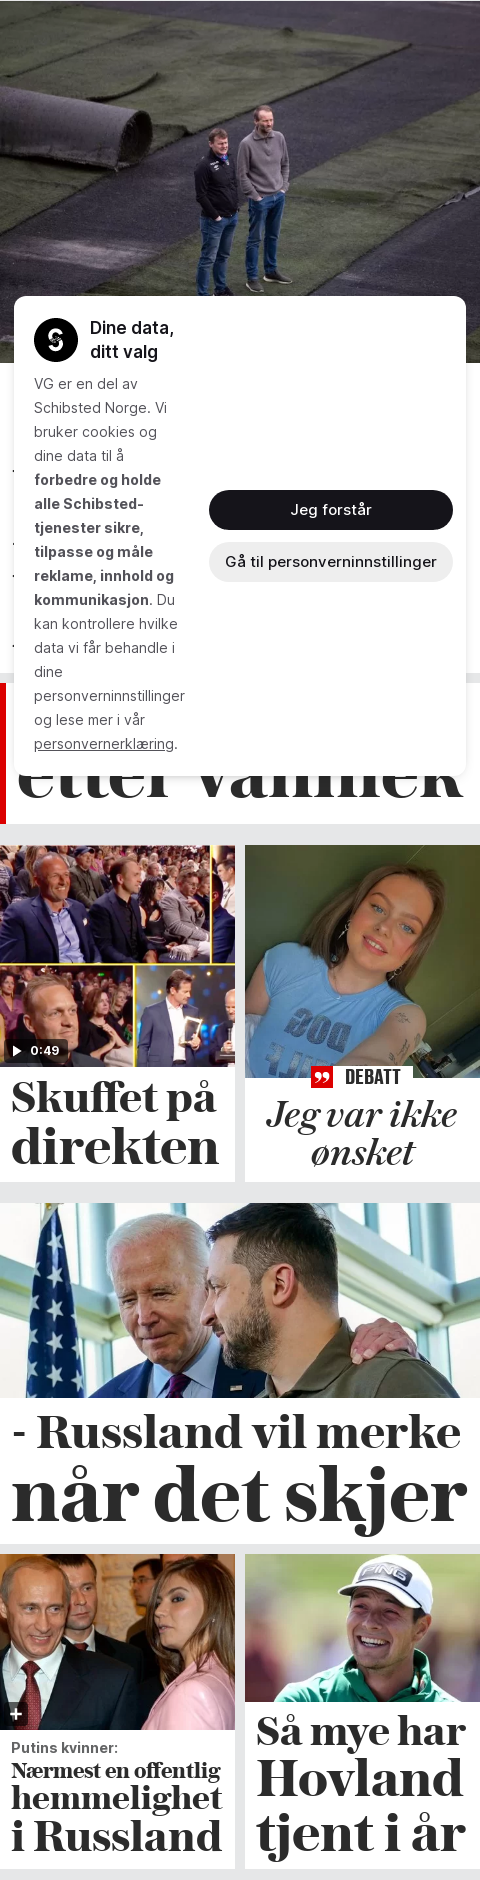 Dine data,
ditt valg
VG er en del av
Schibsted Norge. Vi
bruker cookies og
dine data til å
forbedre og holde
alle Schibsted-
tjenester sikre,
tilpasse og måle
reklame, innhold og
kommunikasjon. Du
kan kontrollere hvilke
data vi får behandle i
dine
personverninnstillinger
og lese mer i vår
personvernerklæring.
Jeg forstår
Gå til personverninnstillinger
etter
0:49
Skuffet på
direkten
DEBATT
Jeg var ikke
ønsket
- Russland vil merke
når det skjer
PING
Putins kvinner:
Nærmest en offentlig
hemmelighet
i Russland
Så mye har
Hovland
tjent i år